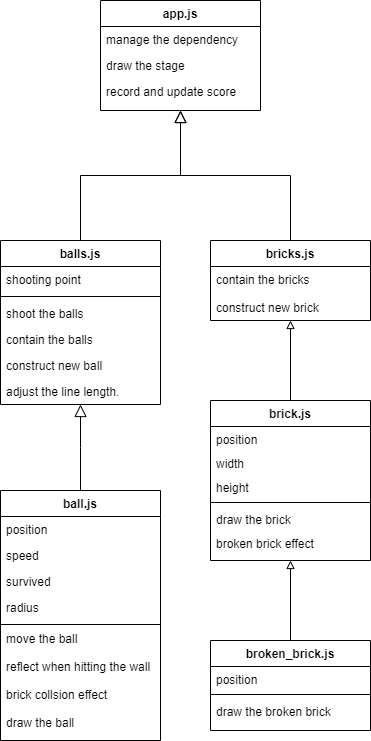 app.js
manage the dependency
draw the stage
record and update score
balls.js
shooting point
shoot the balls
contain the balls
construct new ball
adjust the line length.
bricks.js
contain the bricks
construct new brick
brick.js
position
width
height
draw the brick
broken brick effect
ball.js
position
speed
survived
radius
move the ball
reflect when hitting the wall
brick collsion effect
draw the ball
broken_brick.js
position
draw the broken brick